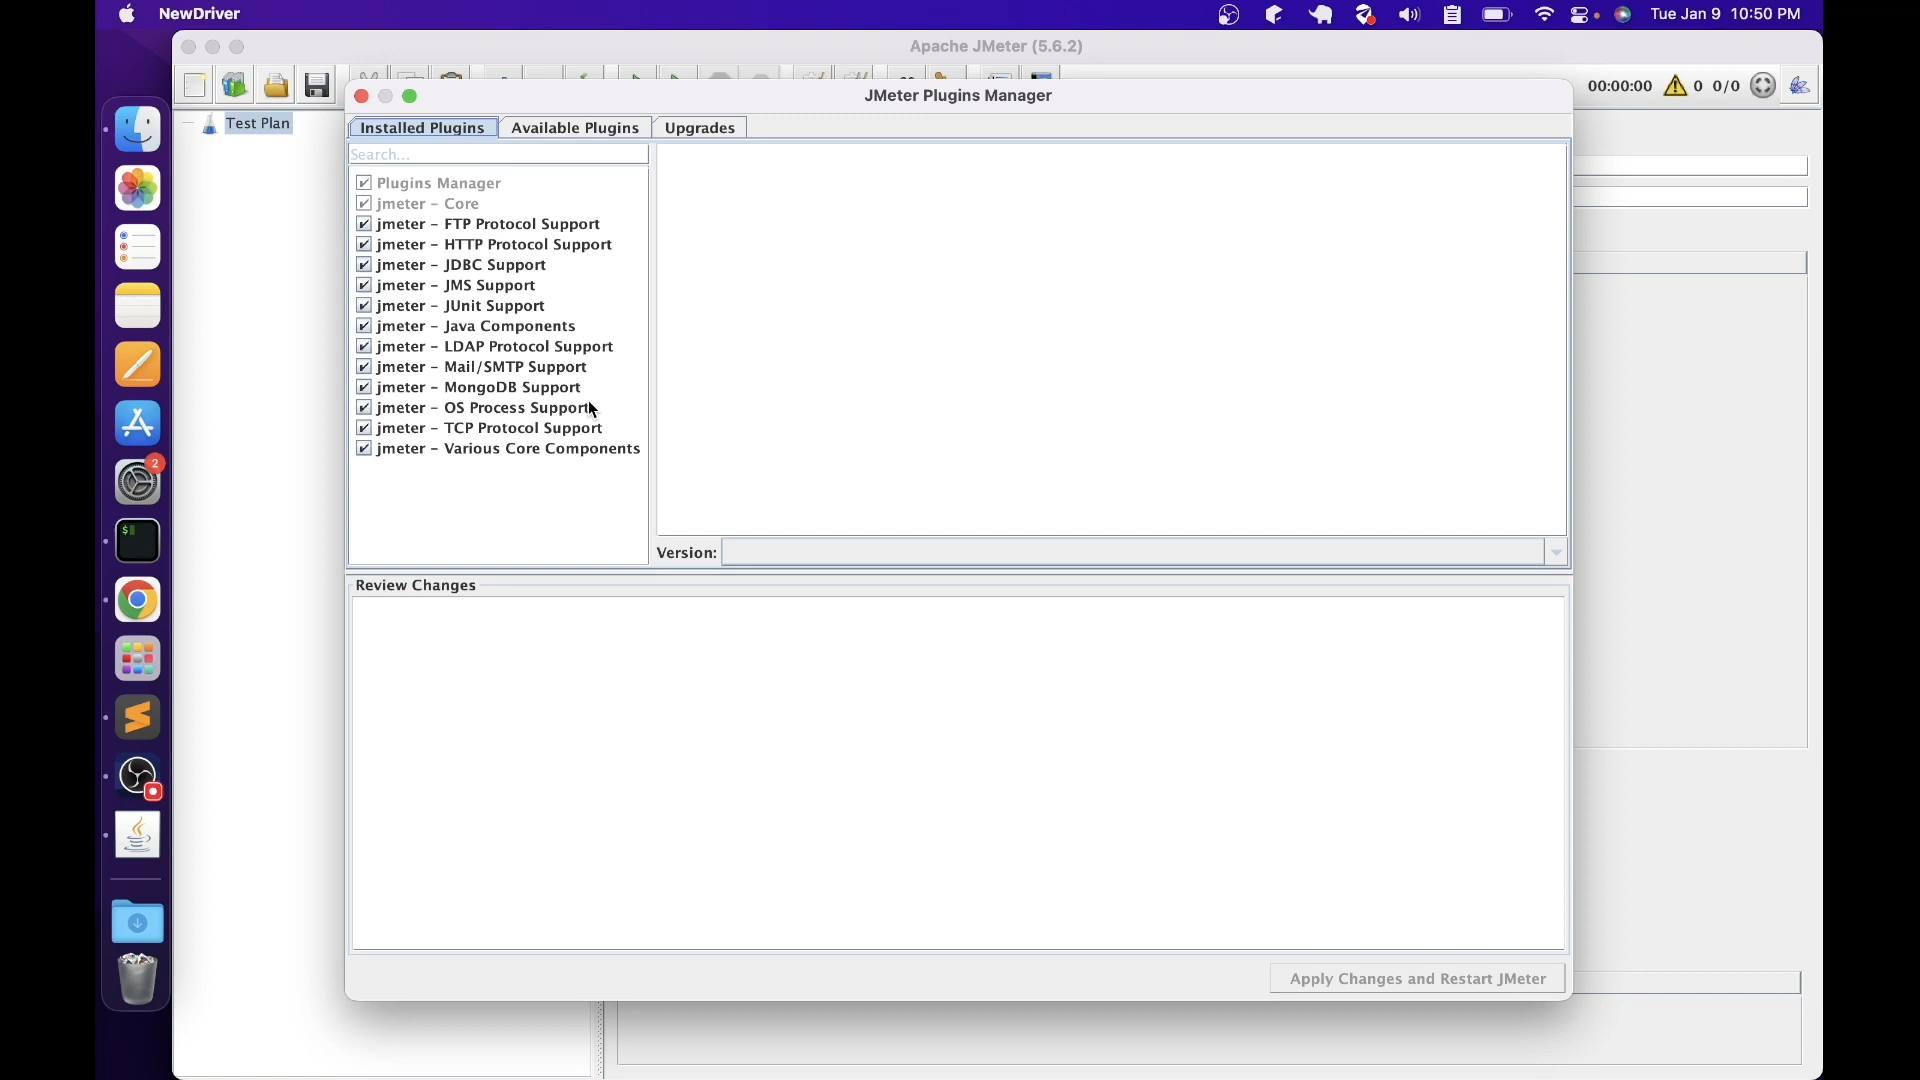 NewDriver
Tue Jan 9 10:50 PM
Apache JMeter (5.6.2)
00:00:00 0 0/0
JMeter Plugins Manager
Test Plan
Installed Plugins Available Plugins Upgrades
Search...
Plugins Manager
jmeter - Core
jmeter - FTP Protocol Support
jmeter - HTTP Protocol Support
jmeter - JDBC Support
jmeter - JMS Support
jmeter - JUnit Support
jmeter - Java Components
jmeter - LDAP Protocol Support
jmeter - Mail/SMTP Support
jmeter - MongoDB Support
jmeter - OS Process Support
jmeter - TCP Protocol Support
jmeter - Various Core Components
2
$
Version:
Review Changes
Apply Changes and Restart JMeter